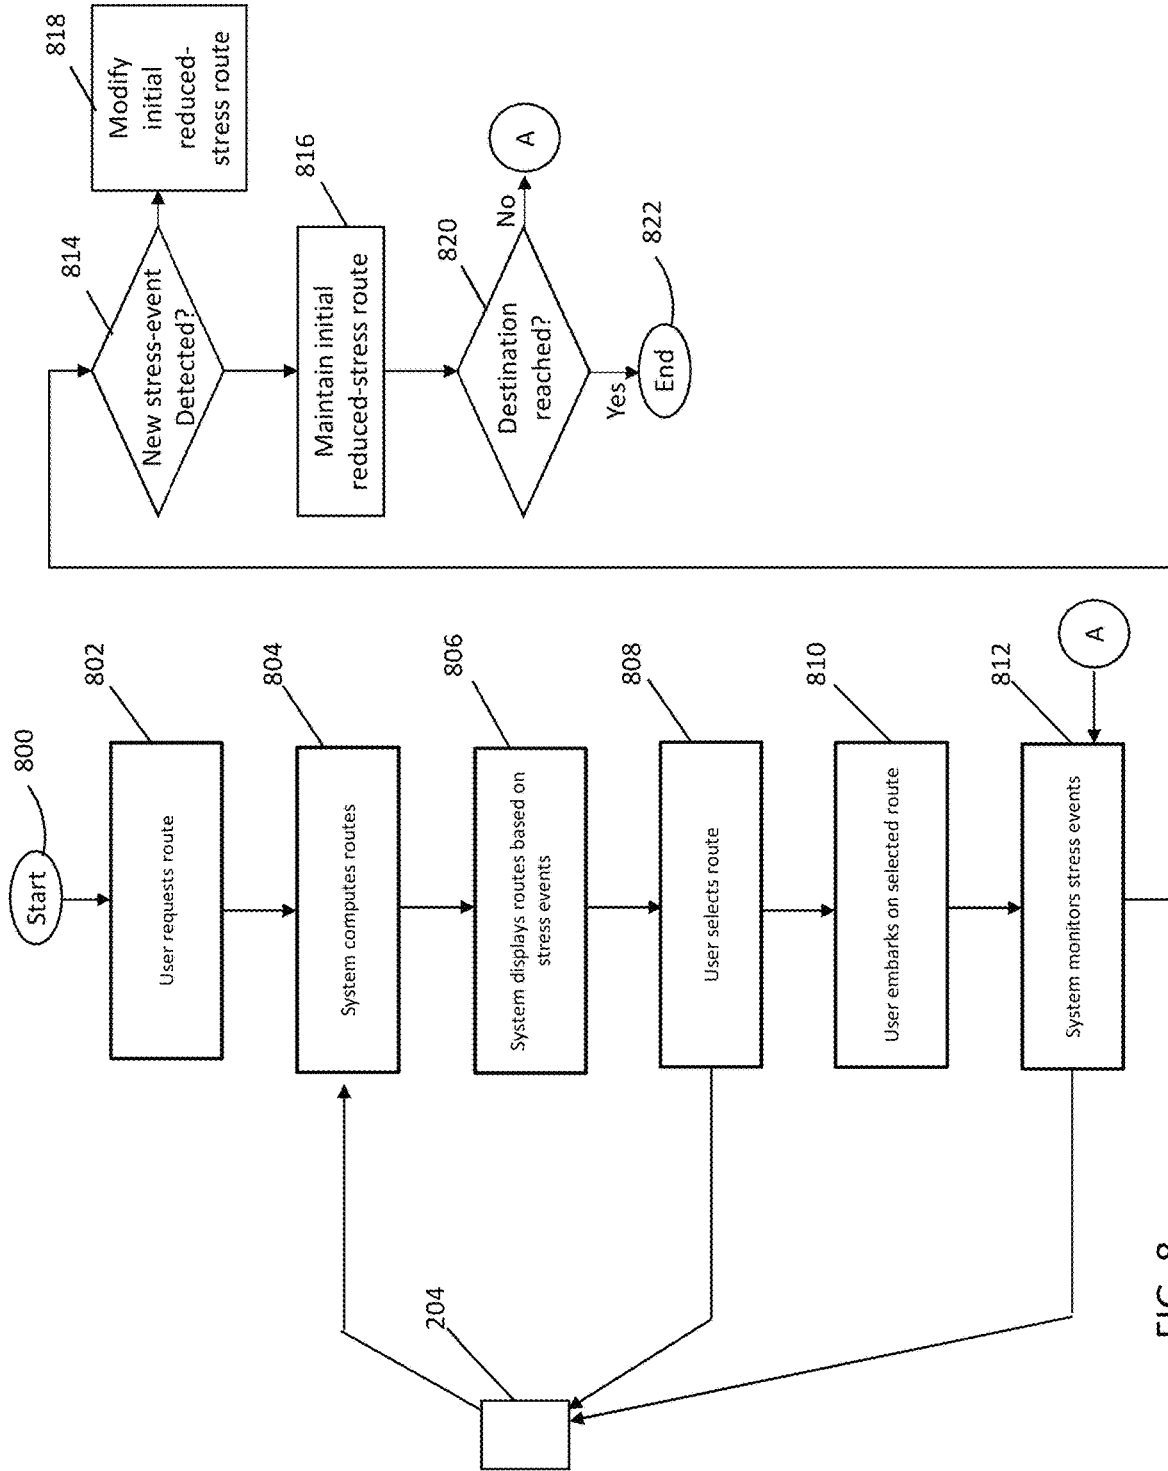 Start
800
User requests route
802
System computes routes
804
System displays routes based on
stress events
806
User selects route
808
User embarks on selected route
810
System monitors stress events
812
A
204
New stress-event
Detected?
814
Modify
initial
reduced-
stress route
818
Maintain initial
reduced-stress route
816
Destination
reached?
820
No
A
Yes
End
822
FIG. 8